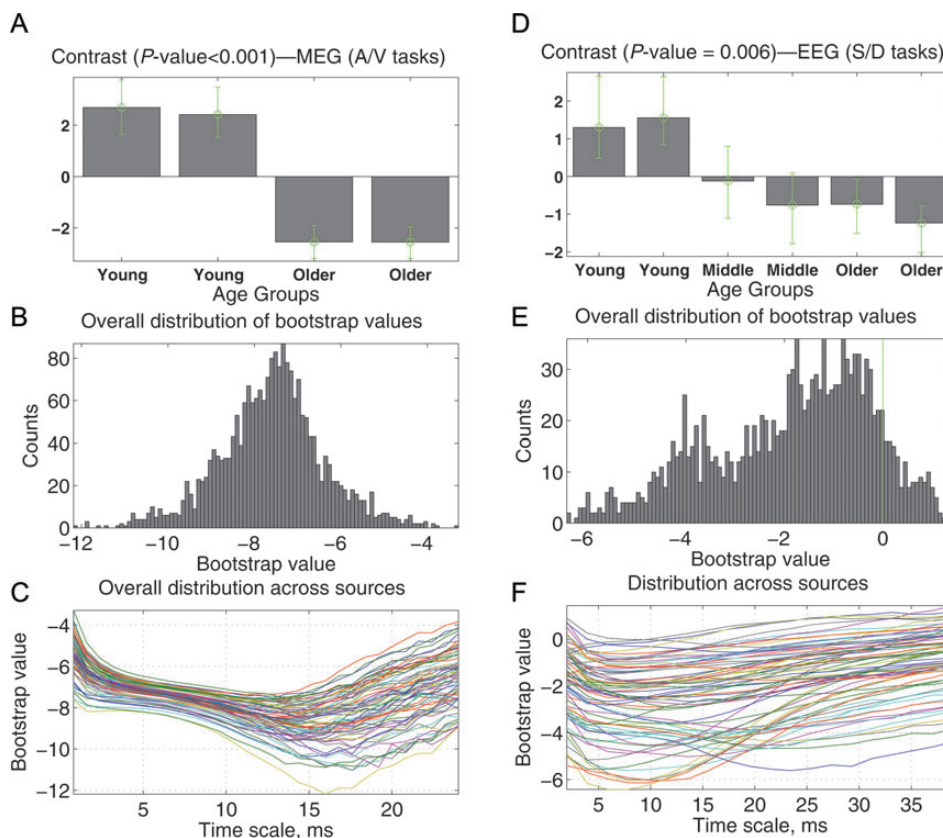 A
Contrast (P-value<0.001)—MEG (A/V tasks)
2
0
−2
Young Young Older Older
Age Groups
B
Overall distribution of bootstrap values
80
60
40
20
0
Counts
−12 −10 −8 −6 −4
Bootstrap value
C
Overall distribution across sources
−4
−6
−8
−10
−12
Bootstrap value
5 10 15 20
Time scale, ms
D
Contrast (P-value = 0.006)—EEG (S/D tasks)
2
1
0
−1
−2
Young Young Middle Middle Older Older
Age Groups
E
Overall distribution of bootstrap values
30
20
10
0
Counts
−6 −4 −2 0
Bootstrap value
F
Distribution across sources
0
−2
−4
−6
Bootstrap value
5 10 15 20 25 30 35
Time scale, ms